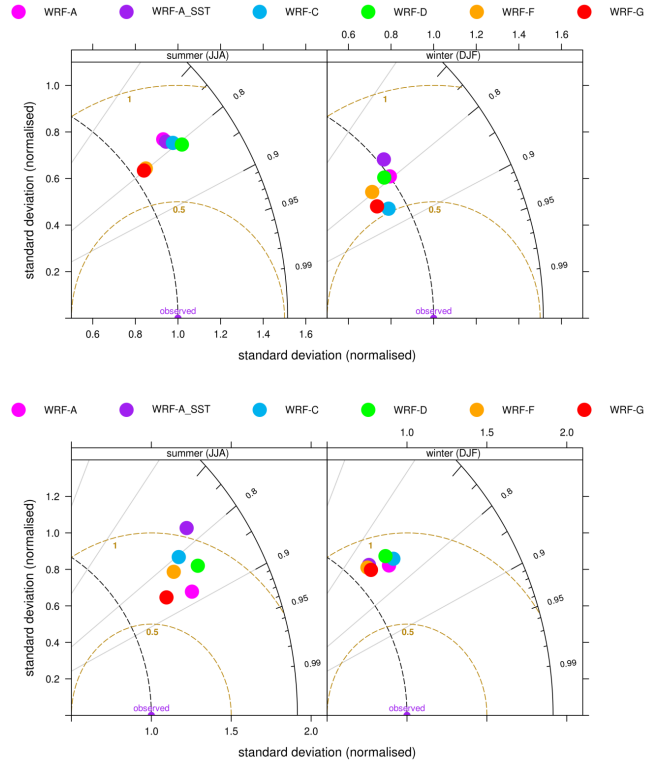 WRF-A WRF-A_SST WRF-C WRF-D WRF-F WRF-G
0.6 0.8 1.0 1.2 1.4 1.6
summer (JJA) winter (DJF)
standard deviation (normalised)
1.0
0.8
0.6
0.4
0.2
1
0.5
observed
0.8
0.9
0.95
0.99
0.5
observed
0.8
0.9
0.95
0.99
0.6 0.8 1.0 1.2 1.4 1.6
standard deviation (normalised)
WRF-A WRF-A_SST WRF-C WRF-D WRF-F WRF-G
1.0 1.5 2.0
summer (JJA) winter (DJF)
standard deviation (normalised)
1.2
1.0
0.8
0.6
0.4
0.2
1
0.5
observed
0.8
0.9
0.95
0.99
1
0.5
observed
0.8
0.9
0.95
0.99
1.0 1.5 2.0
standard deviation (normalised)